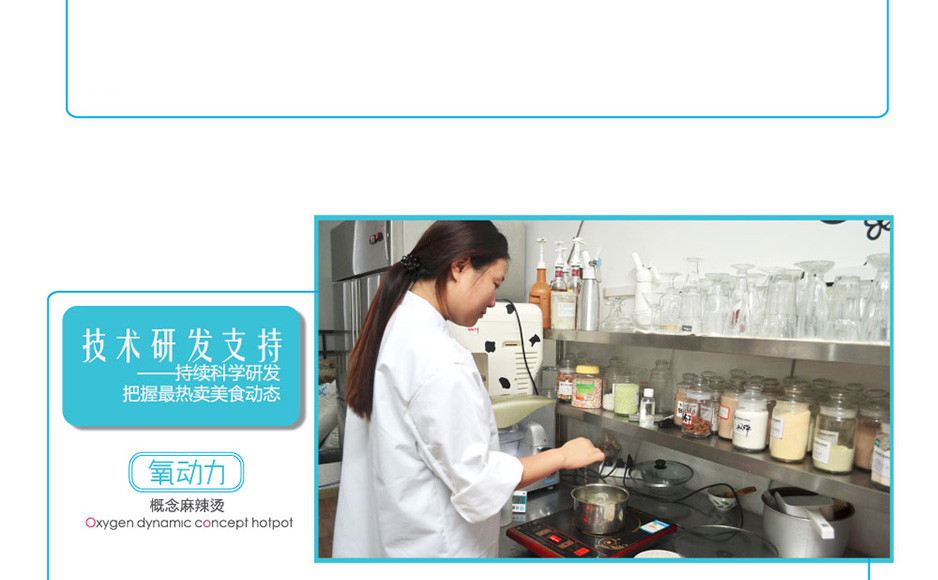 技术研发支持
——持续科学研发
把握最热卖美食动态
氧动力
概念麻辣烫
Oxygen dynamic concept hotpot